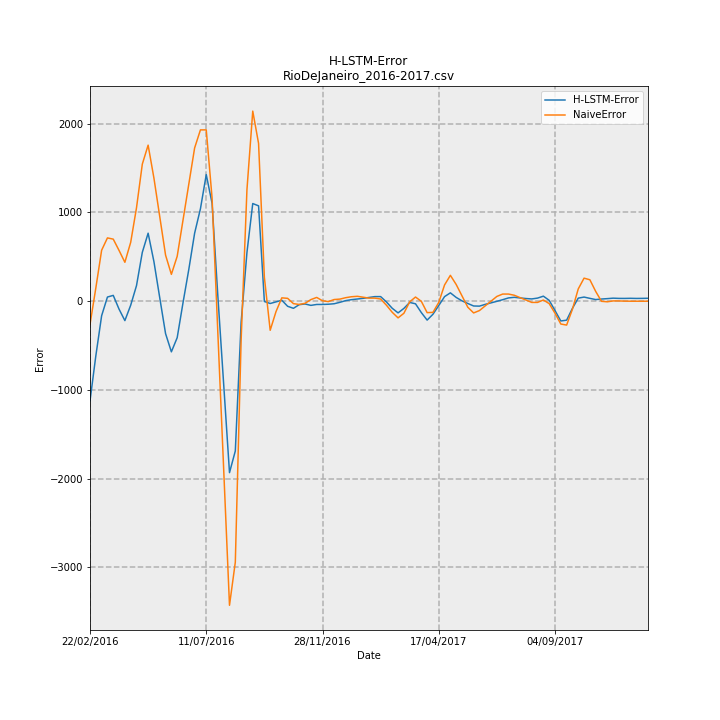 H-LSTM-Error
RioDeJaneiro_2016-2017.csv
H-LSTM-Error
NaiveError
2000
1000
0
−1000
−2000
−3000
Error
22/02/2016
11/07/2016
28/11/2016
17/04/2017
04/09/2017
Date